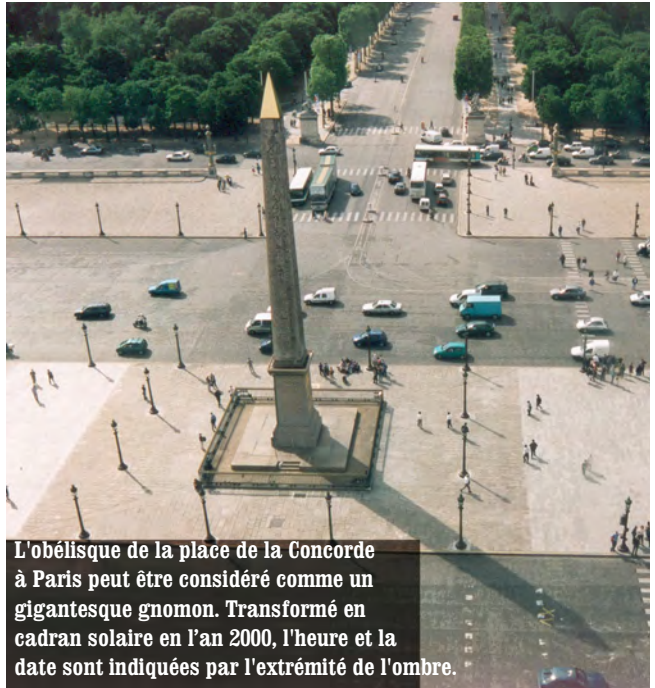 L'obélisque de la place de la Concorde
à Paris peut être considéré comme un
gigantesque gnomon. Transformé en
cadran solaire en l’an 2000, l'heure et la
date sont indiquées par l'extrémité de l'ombre.